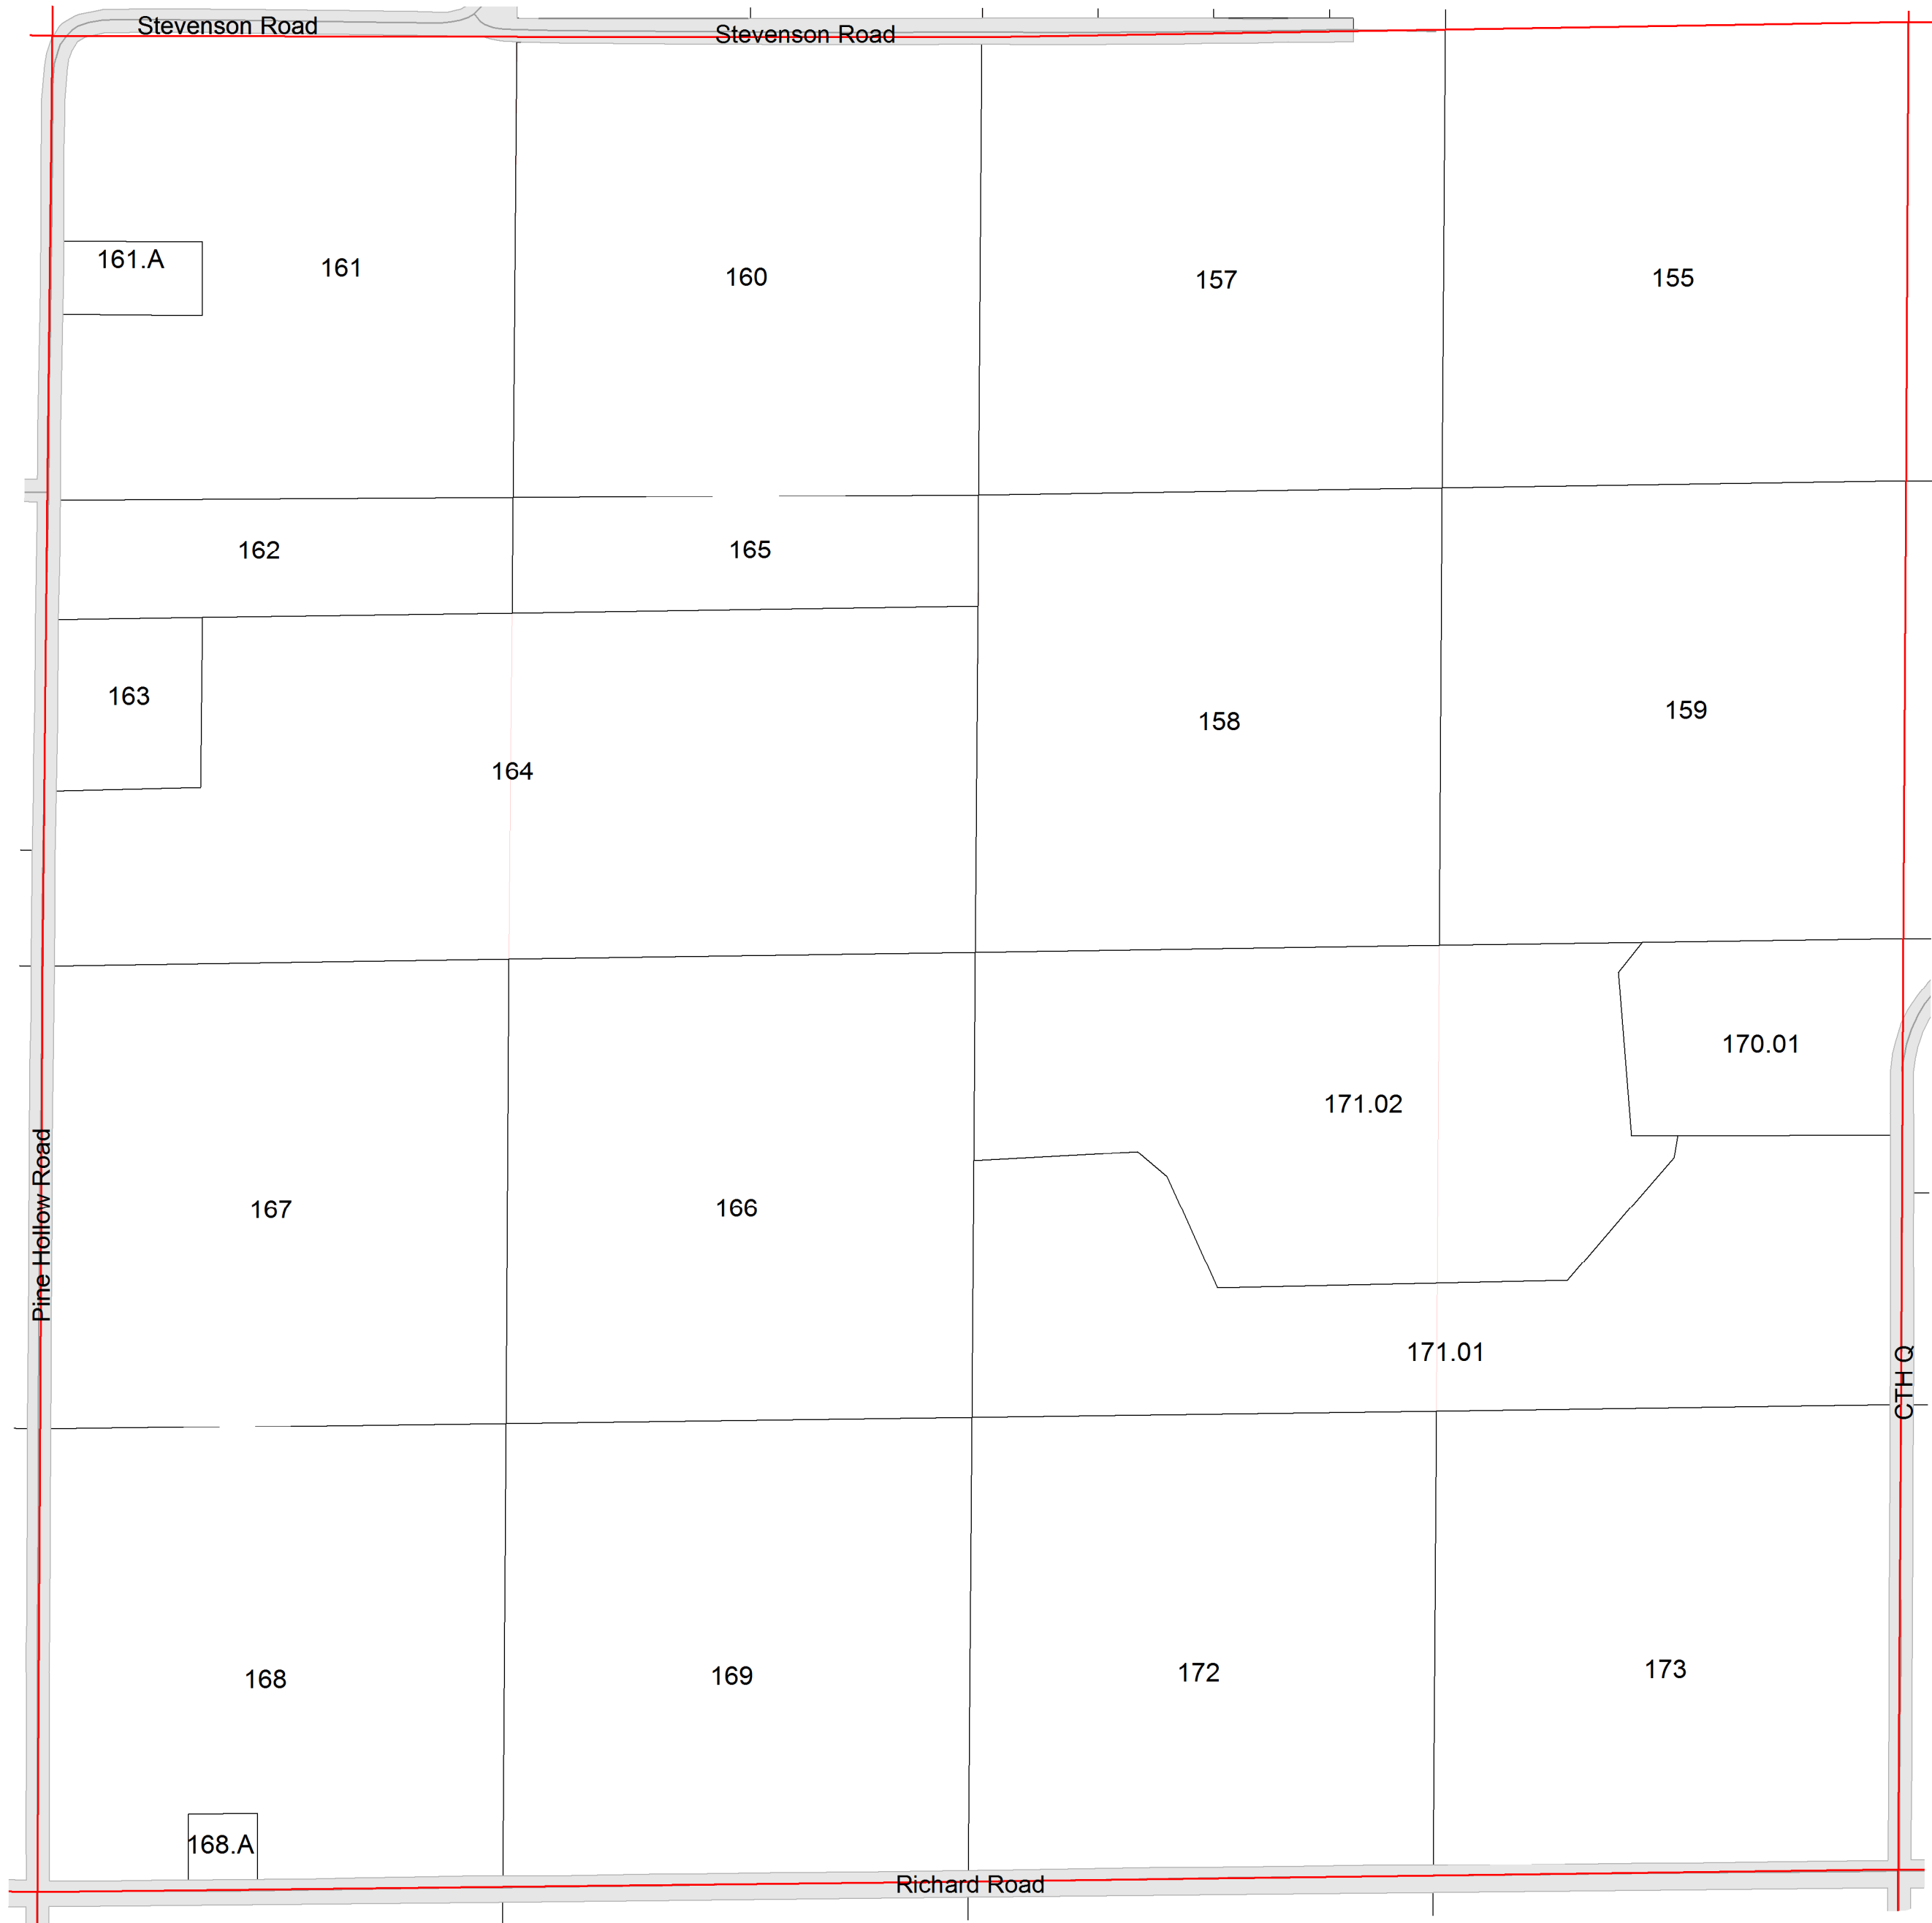 Stevenson Road
Stevenson Road
161.A
161
160
157
155
162
165
163
164
158
159
170.01
171.02
167
166
Pine Hollow Road
171.01
CTH Q
168
169
172
173
168.A
Richard Road